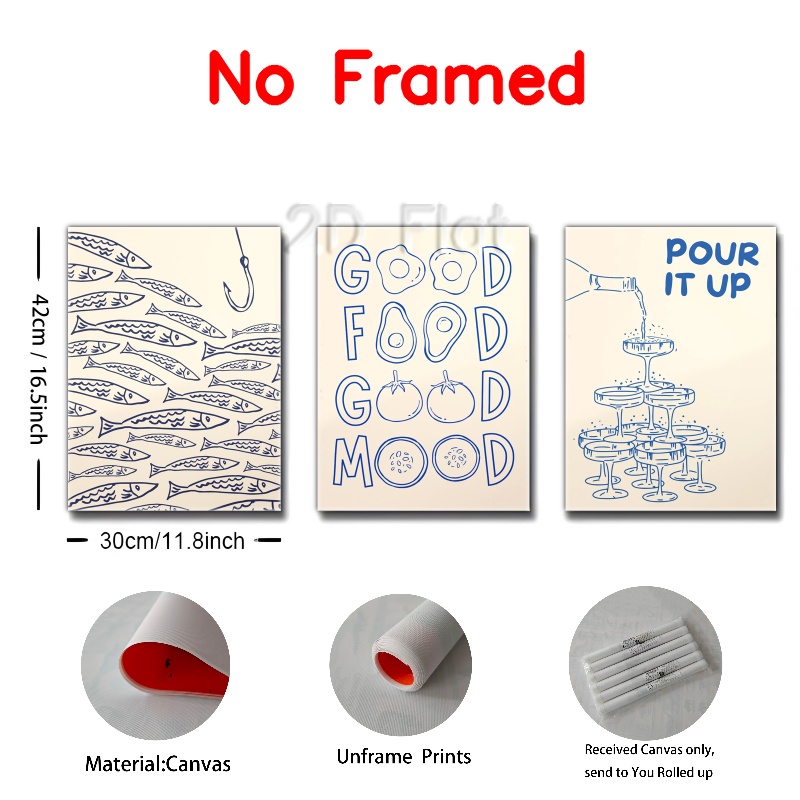 No Framed
2D Flat
42cm / 16.5inch
GOOD
FOOD
GOOD
MOOD
POUR
IT UP
30cm/11.8inch
Material:Canvas
Unframe Prints
Received Canvas only,
send to You Rolled up